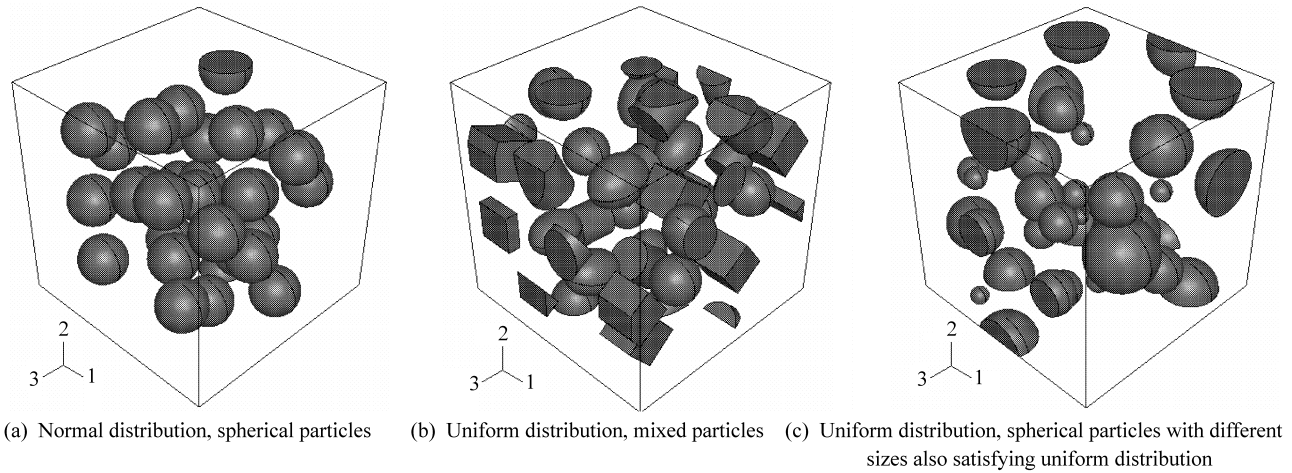 2
3
1
2
3
1
2
3
1
(a) Normal distribution, spherical particles
(b) Uniform distribution, mixed particles
(c) Uniform distribution, spherical particles with different
sizes also satisfying uniform distribution